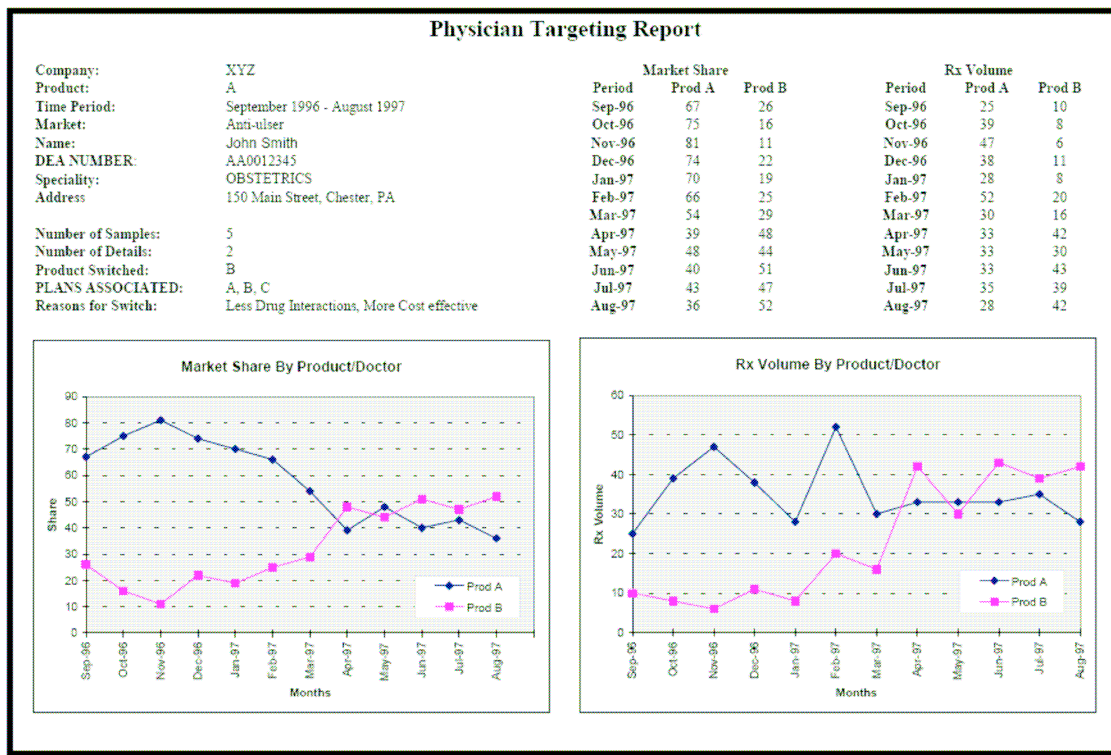 Physician Targeting Report
Company: XYZ
Product: A
Time Period: September 1996 - August 1997
Market: Anti-ulser
Name: John Smith
DEA NUMBER: AA0012345
Speciality: OBSTETRICS
Address 150 Main Street, Chester, PA
Number of Samples: 5
Number of Details: 2
Product Switched: B
PLANS ASSOCIATED: A, B, C
Reasons for Switch: Less Drug Interactions, More Cost effective
Market Share
Period Prod A Prod B
Sep-96 67 26
Oct-96 75 16
Nov-96 81 11
Dec-96 74 22
Jan-97 70 19
Feb-97 66 25
Mar-97 54 29
Apr-97 39 48
May-97 48 44
Jun-97 40 51
Jul-97 43 47
Aug-97 36 52
Rx Volume
Period Prod A Prod B
Sep-96 25 10
Oct-96 39 8
Nov-96 47 6
Dec-96 38 11
Jan-97 28 8
Feb-97 52 20
Mar-97 30 16
Apr-97 33 42
May-97 33 30
Jun-97 33 43
Jul-97 35 39
Aug-97 28 42
Market Share By Product/Doctor
90
80
70
60
50
40
30
20
10
0
Share
Prod A
Prod B
Sep-96
Oct-96
Nov-96
Dec-96
Jan-97
Feb-97
Mar-97
Apr-97
May-97
Jun-97
Jul-97
Aug-97
Months
Rx Volume By Product/Doctor
60
50
40
30
20
10
0
Rx Volume
Prod A
Prod B
Sep-96
Oct-96
Nov-96
Dec-96
Jan-97
Feb-97
Mar-97
Apr-97
May-97
Jun-97
Jul-97
Aug-97
Months